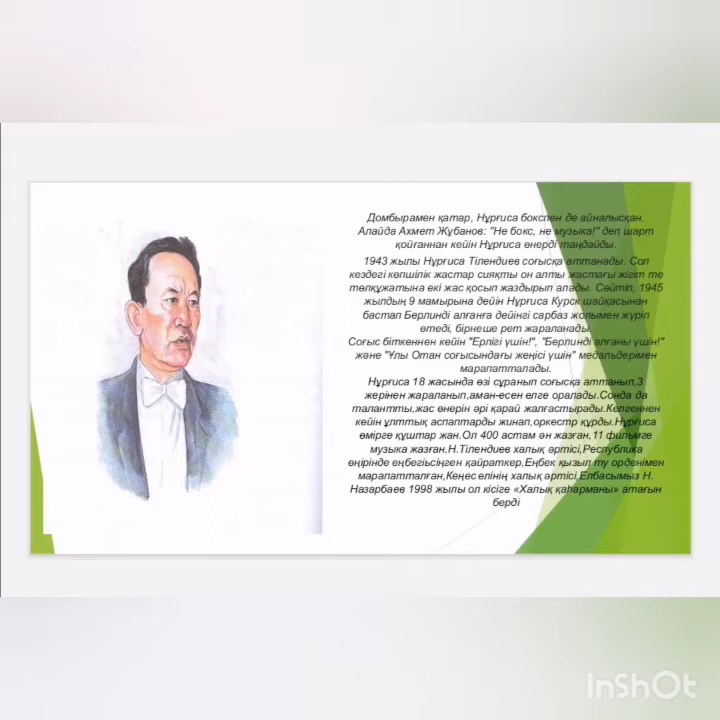 Домбырамен қатар, Нұрғиса бокспен де айналысқан.
Алайда Ахмет Жұбанов: "Не бокс, не музыка!" деп шарт
қойғаннан кейін Нұрғиса өнерді таңдайды.
1943 жылы Нұрғиса Тілендиев соғысқа аттанады. Сол
кездегі көпшілік жастар сияқты он алты жастағы жігіт те
төлқұжатына екі жас қосып жаздырып алады. Сөйтіп, 1945
жылдың 9 мамырына дейін Нұрғиса Курск шайқасынан
бастап Берлинді алғанға дейінгі сарбаз жолымен жүріп
өтеді, бірнеше рет жараланады.
Соғыс біткеннен кейін "Ерлігі үшін!", "Берлинді алғаны үшін!"
және "Ұлы Отан соғысындағы жеңісі үшін" медальдерімен
марапатталады.
Нұрғиса 18 жасында өзі сұранып соғысқа аттанып,3
жерінен жараланып,аман-есен елге оралады.Сонда да
талантты,жас өнерін әрі қарай жалғастырады.Келгеннен
кейін ұлттық аспаптарды жинап,оркестр құрды.Нұрғиса
өмірге құштар жан.Ол 400 астам ән жазған,11 фильмге
музыка жазған.Н.Тілендиев халық әртісі,Республика
өңірінде еңбегісіңген қайраткер,Еңбек қызыл ту орденімен
марапатталған,Кеңес елінің халық әртісі,Елбасымыз Н.
Назарбаев 1998 жылы ол кісіге «Халық қаһарманы» атағын
берді
InShOt